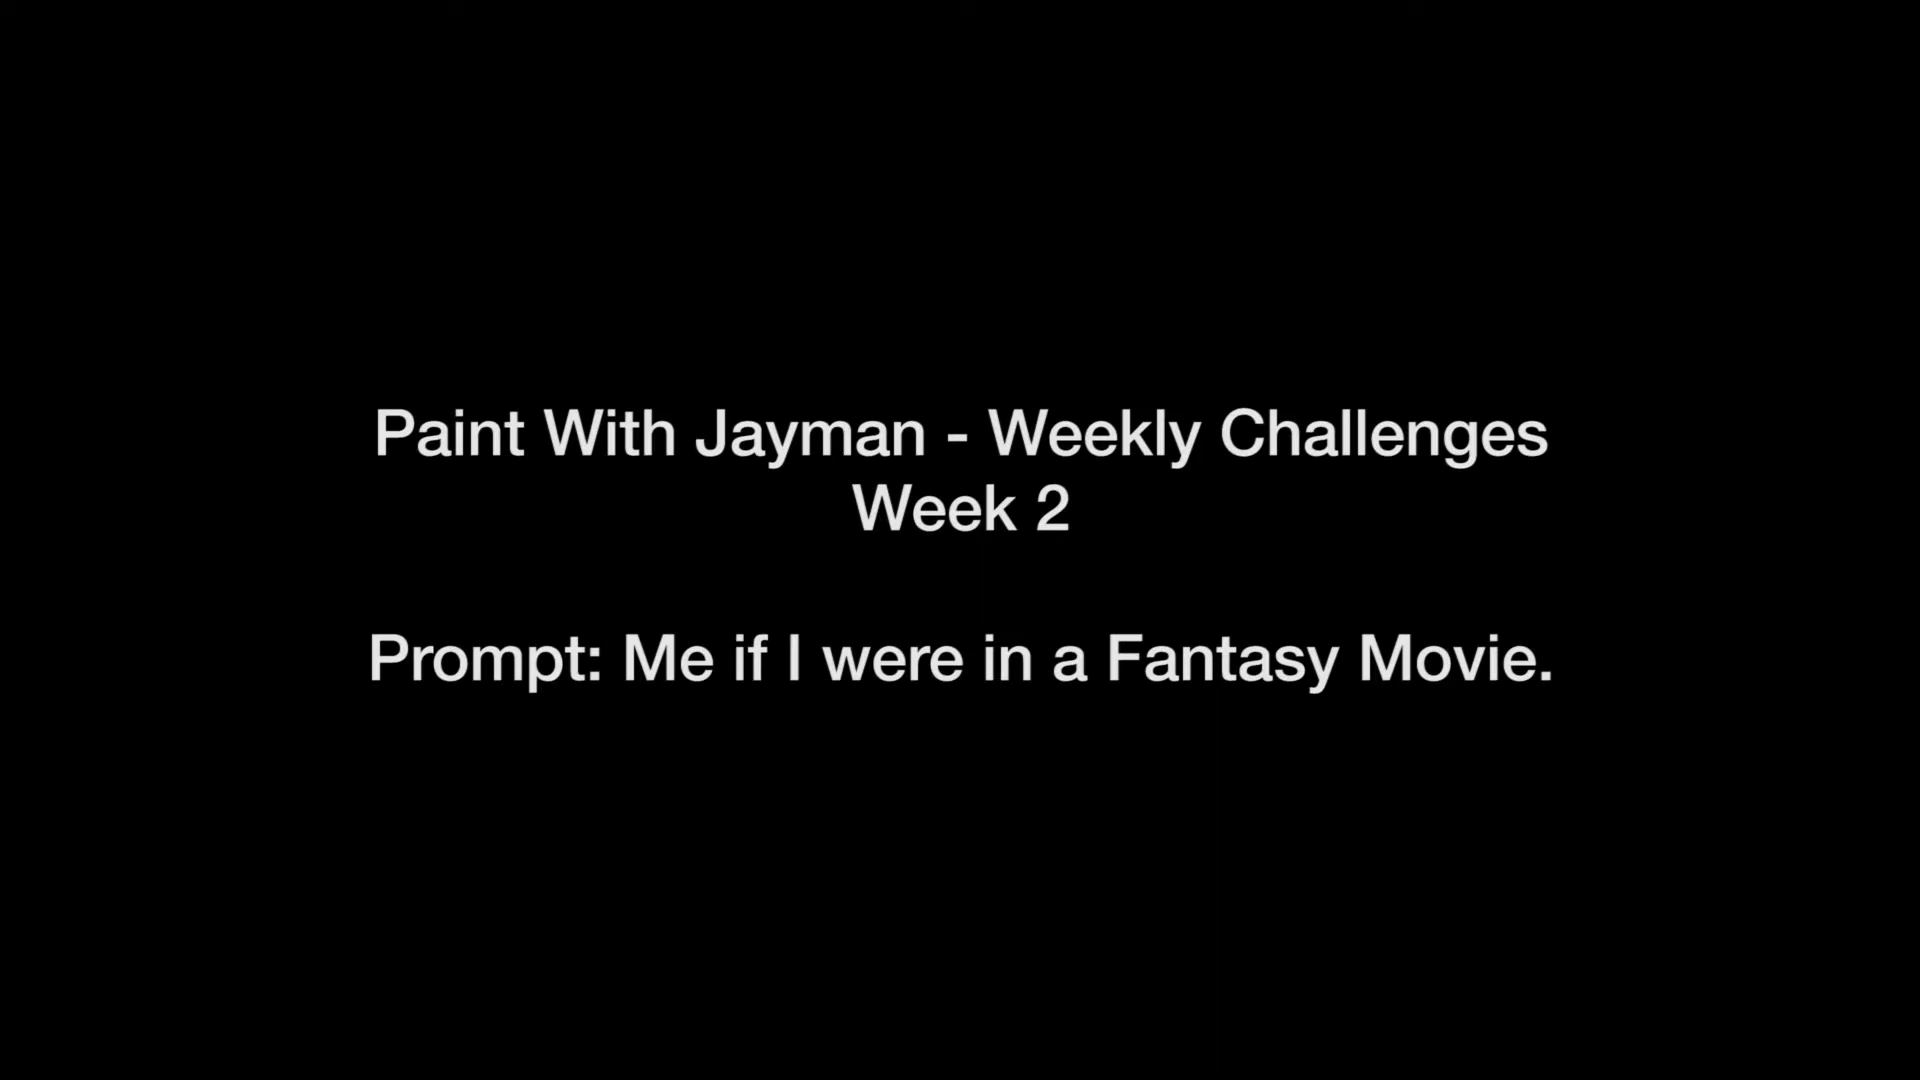 Paint With Jayman - Weekly Challenges
Week 2
Prompt: Me if I were in a Fantasy Movie.